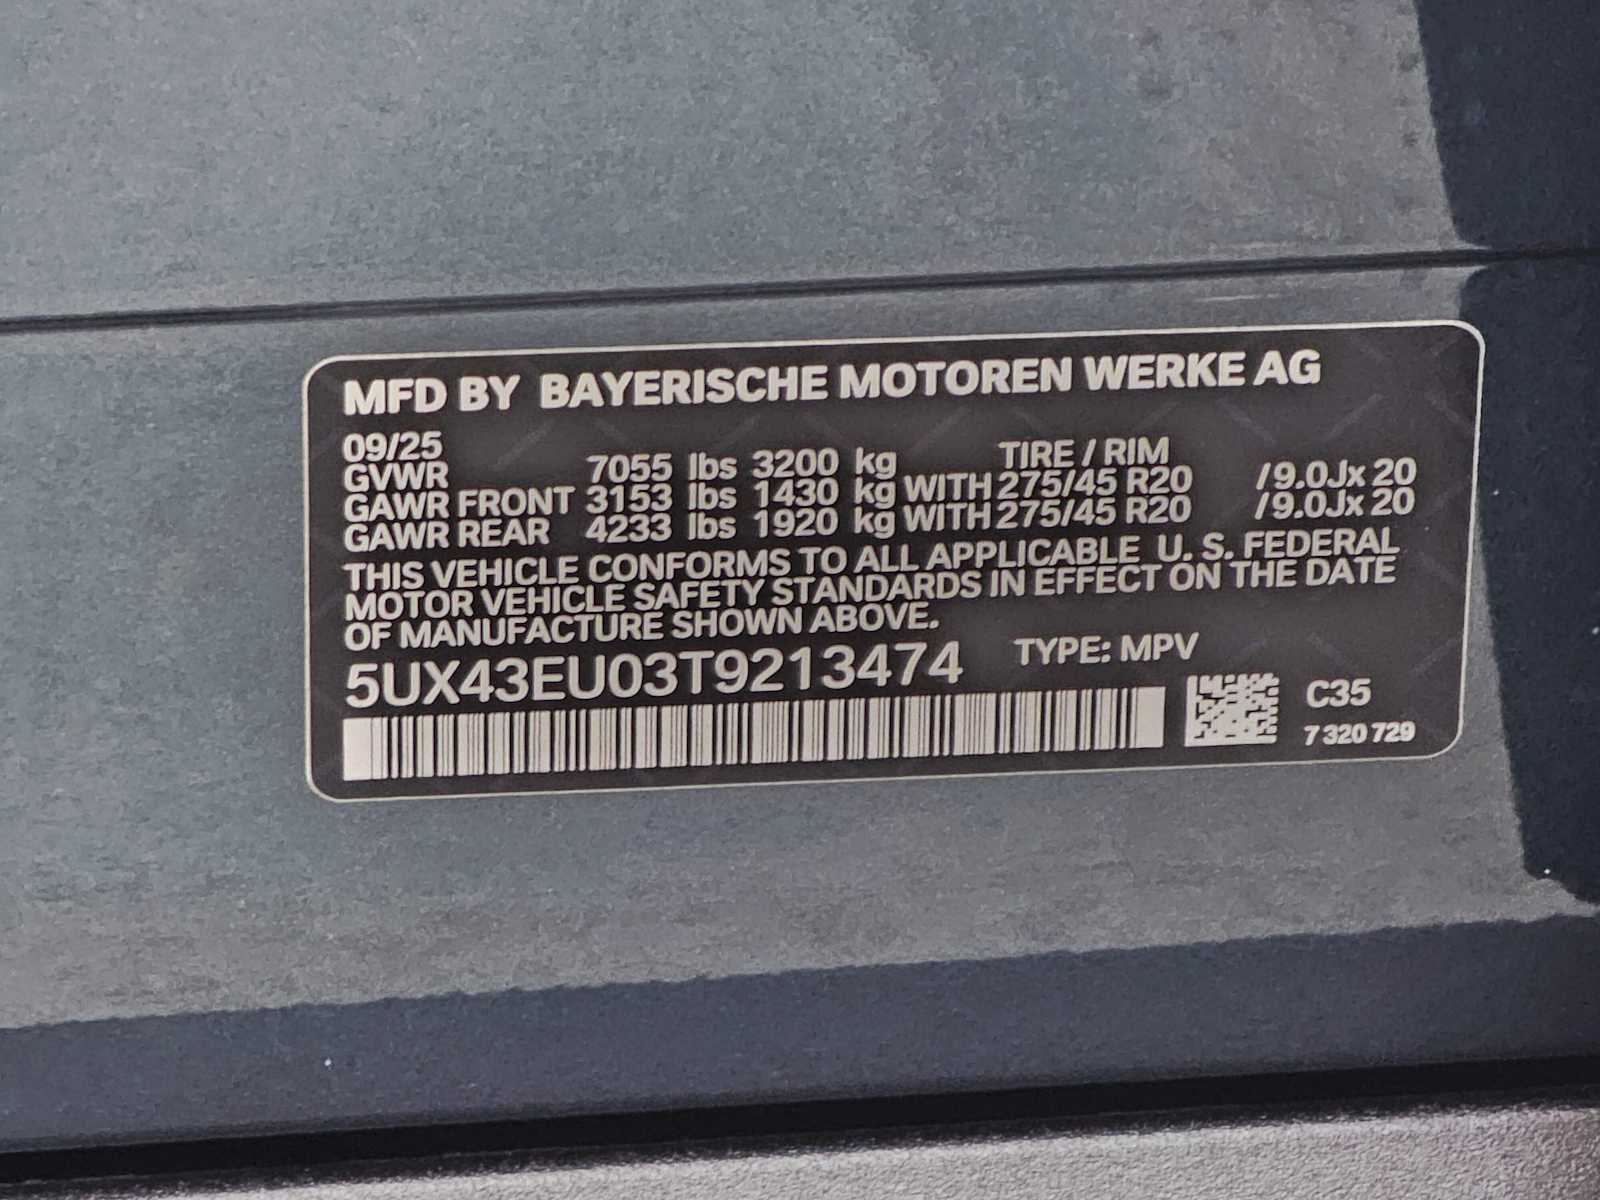 MFD BY BAYERISCHE MOTOREN WERKE AG
09/25
TIRE / RIM
GVWR 7055 lbs 3200 kg
GAWR FRONT 3153 lbs 1430 kg WITH 275/45 R20 /9.0Jx 20
GAWR REAR 4233 lbs 1920 kg WITH 275/45 R20 /9.0Jx 20
THIS VEHICLE CONFORMS TO ALL APPLICABLE U. S. FEDERAL
MOTOR VEHICLE SAFETY STANDARDS IN EFFECT ON THE DATE
OF MANUFACTURE SHOWN ABOVE.
5UX43EU03T9213474 TYPE: MPV
C35
7 320 729